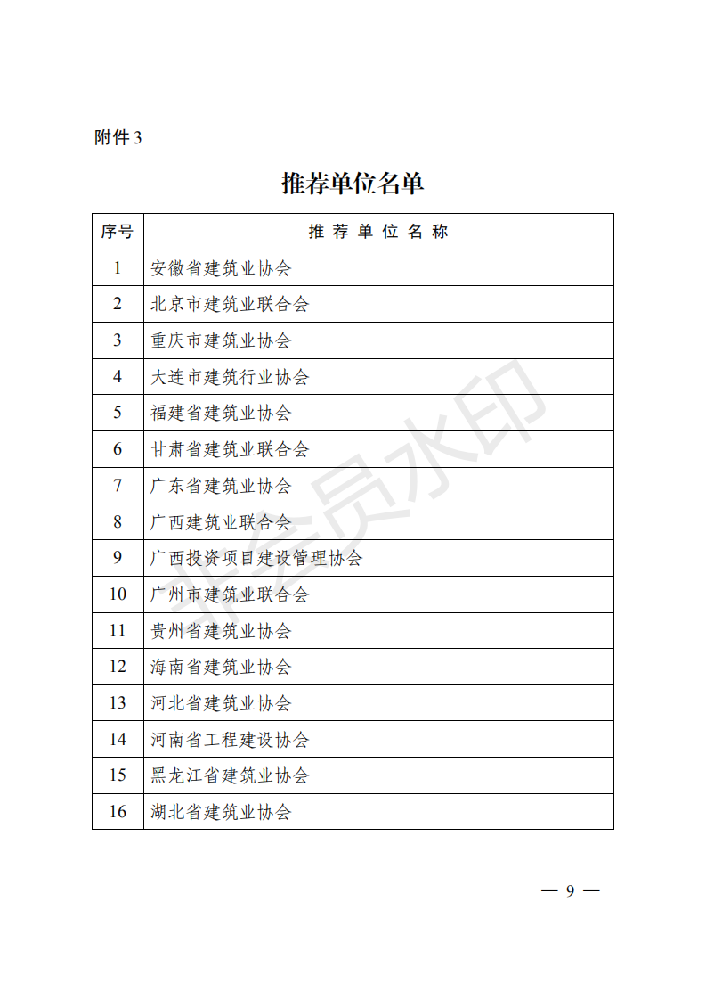 附件3
推荐单位名单
序号 推荐单位名称
1 安徽省建筑业协会
2 北京市建筑业联合会
3 重庆市建筑业协会
4 大连市建筑行业协会
5 福建省建筑业协会
6 甘肃省建筑业联合会
7 广东省建筑业协会
8 广西建筑业联合会
9 广西投资项目建设管理协会
10 广州市建筑业联合会
11 贵州省建筑业协会
12 海南省建筑业协会
13 河北省建筑业协会
14 河南省工程建设协会
15 黑龙江省建筑业协会
16 湖北省建筑业协会
非会员水印
— 9 —